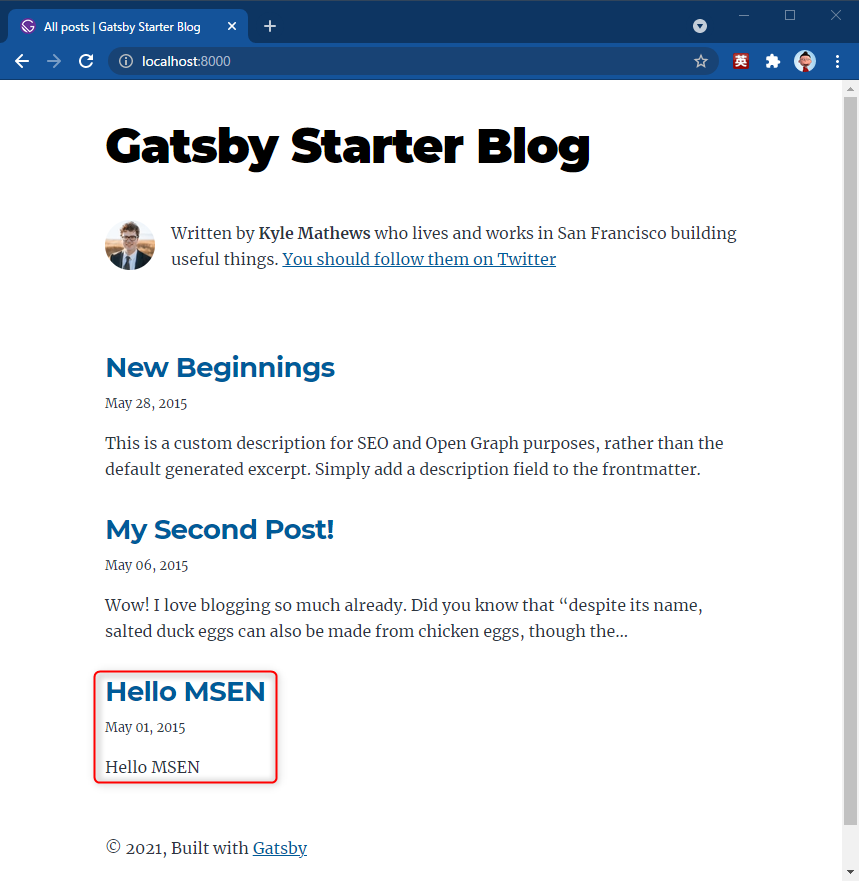 All posts | Gatsby Starter Blog
localhost:8000
英
Gatsby Starter Blog
Written by Kyle Mathews who lives and works in San Francisco building
useful things. You should follow them on Twitter
New Beginnings
May 28, 2015
This is a custom description for SEO and Open Graph purposes, rather than the
default generated excerpt. Simply add a description field to the frontmatter.
My Second Post!
May 06, 2015
Wow! I love blogging so much already. Did you know that “despite its name,
salted duck eggs can also be made from chicken eggs, though the…
Hello MSEN
May 01, 2015
Hello MSEN
© 2021, Built with Gatsby